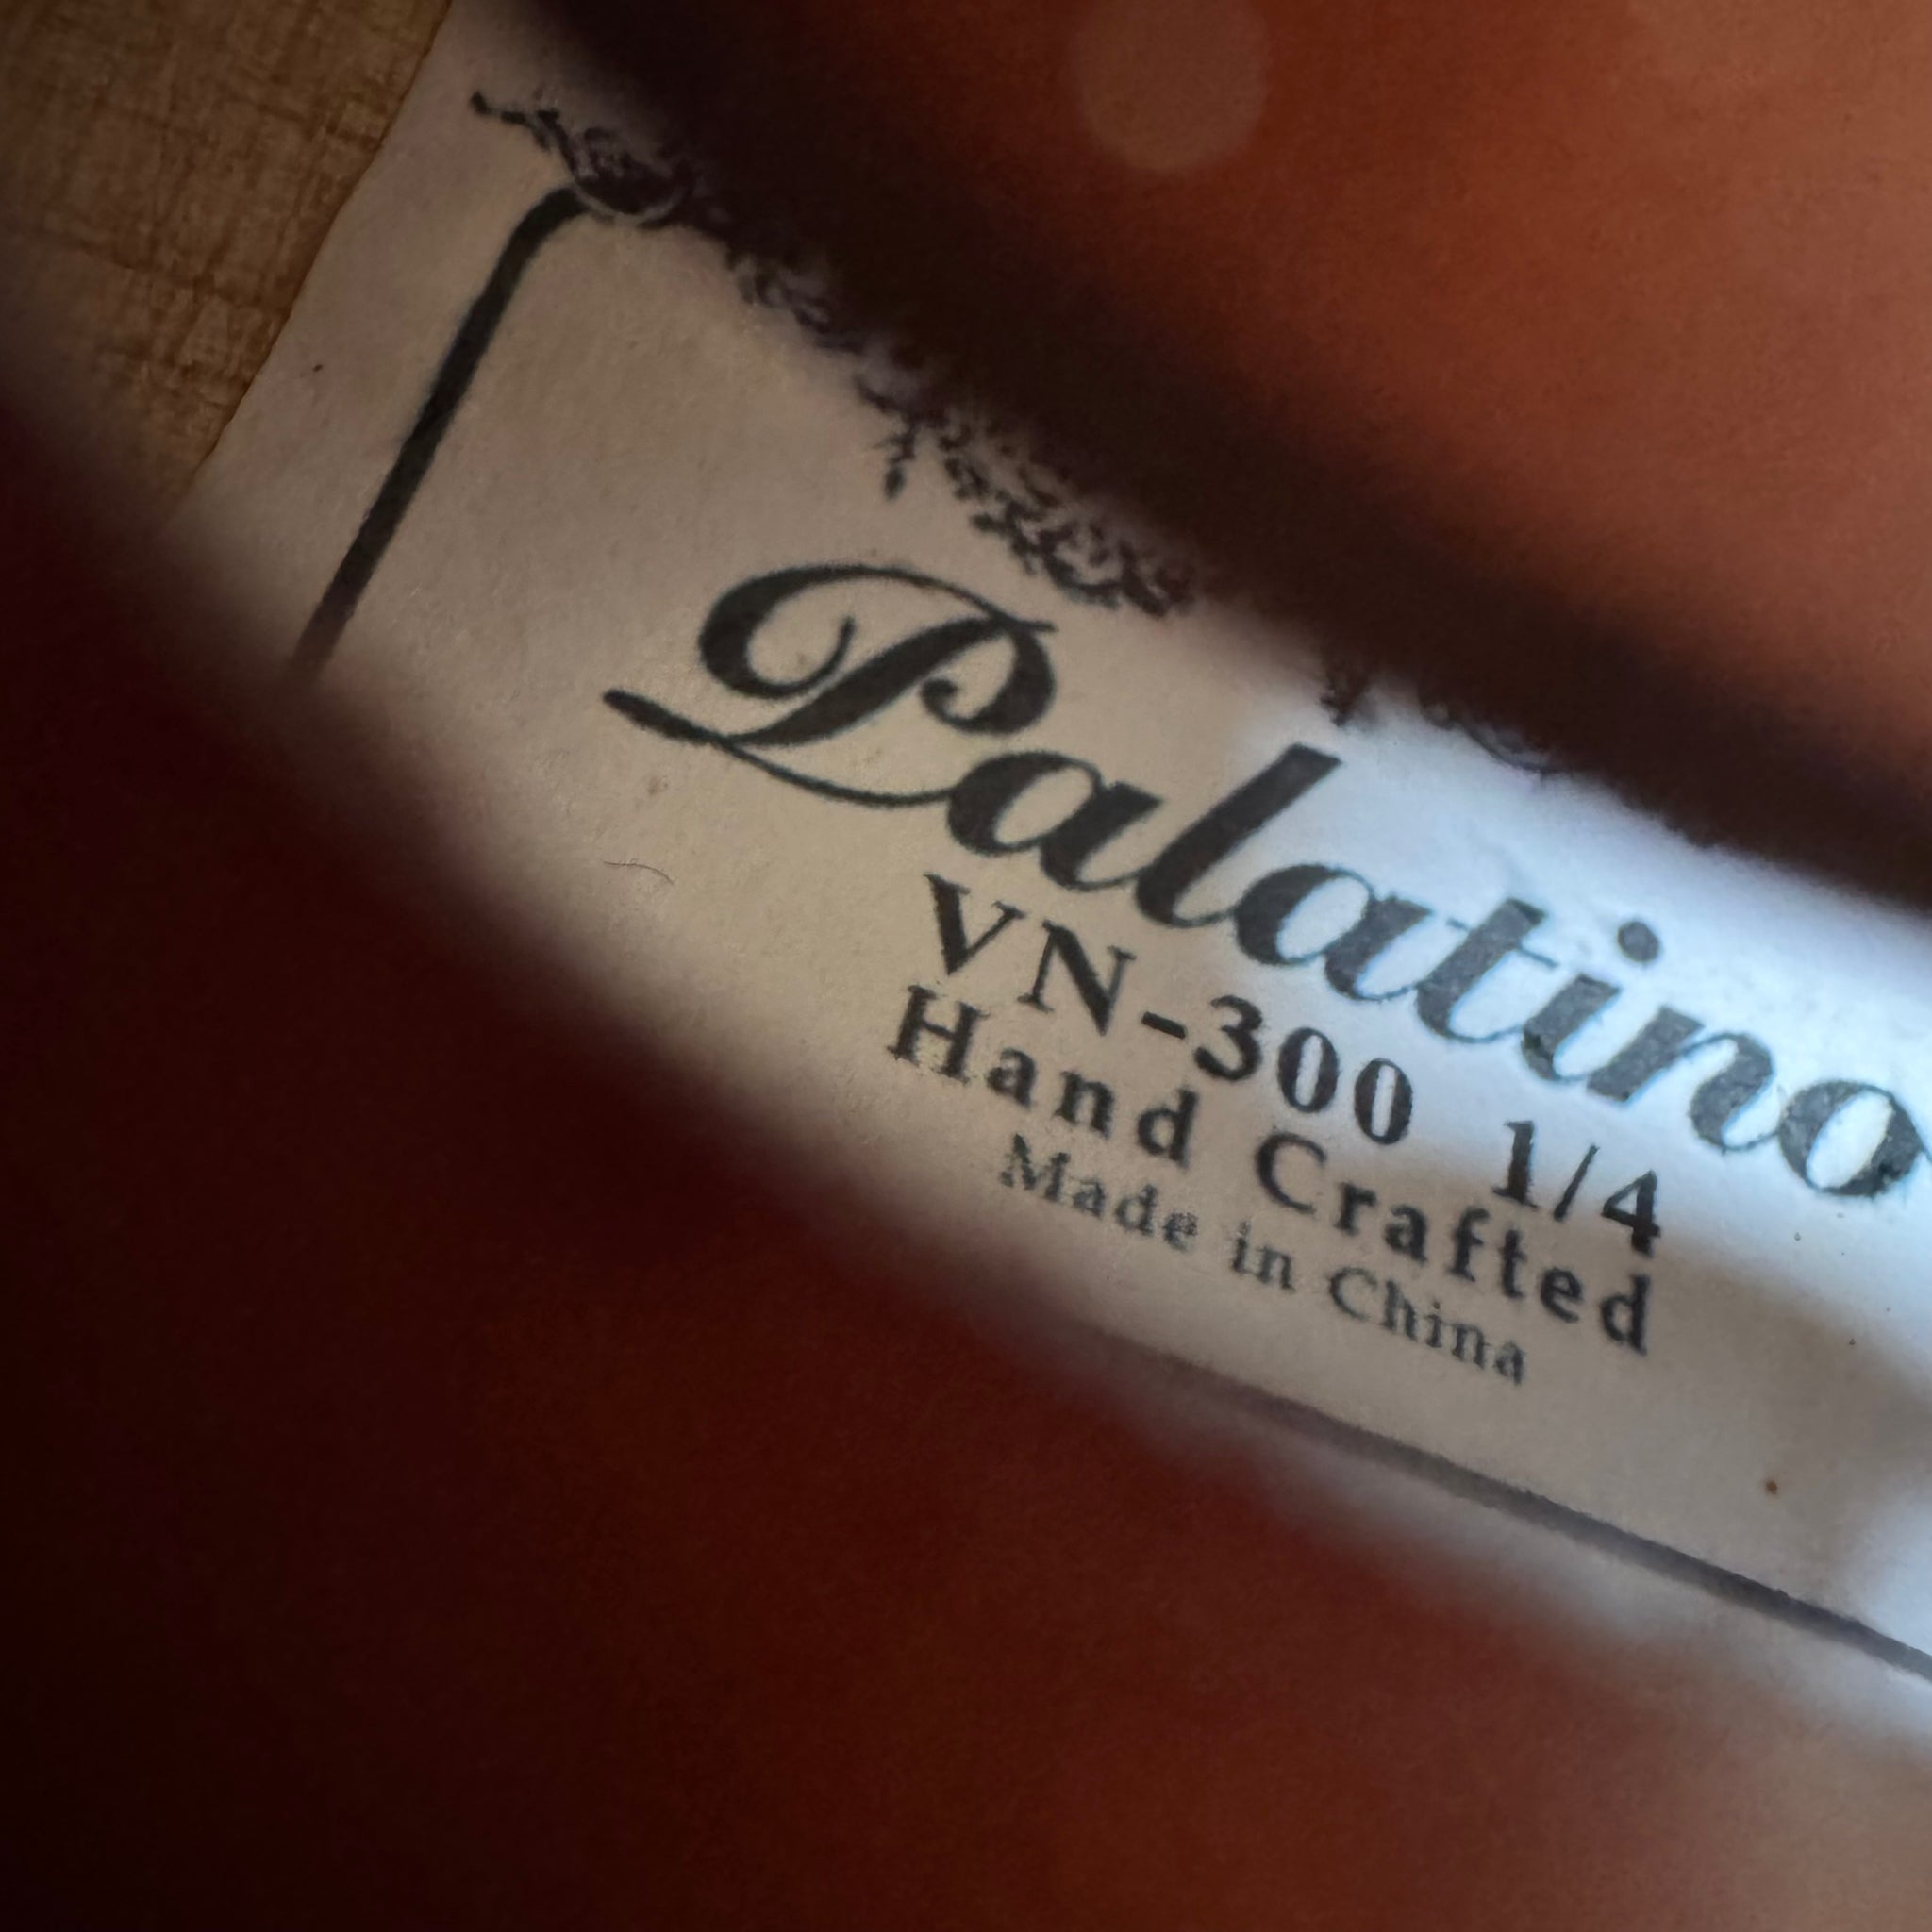 Palatino
VN-300 1/4
Hand Crafted
Made in China